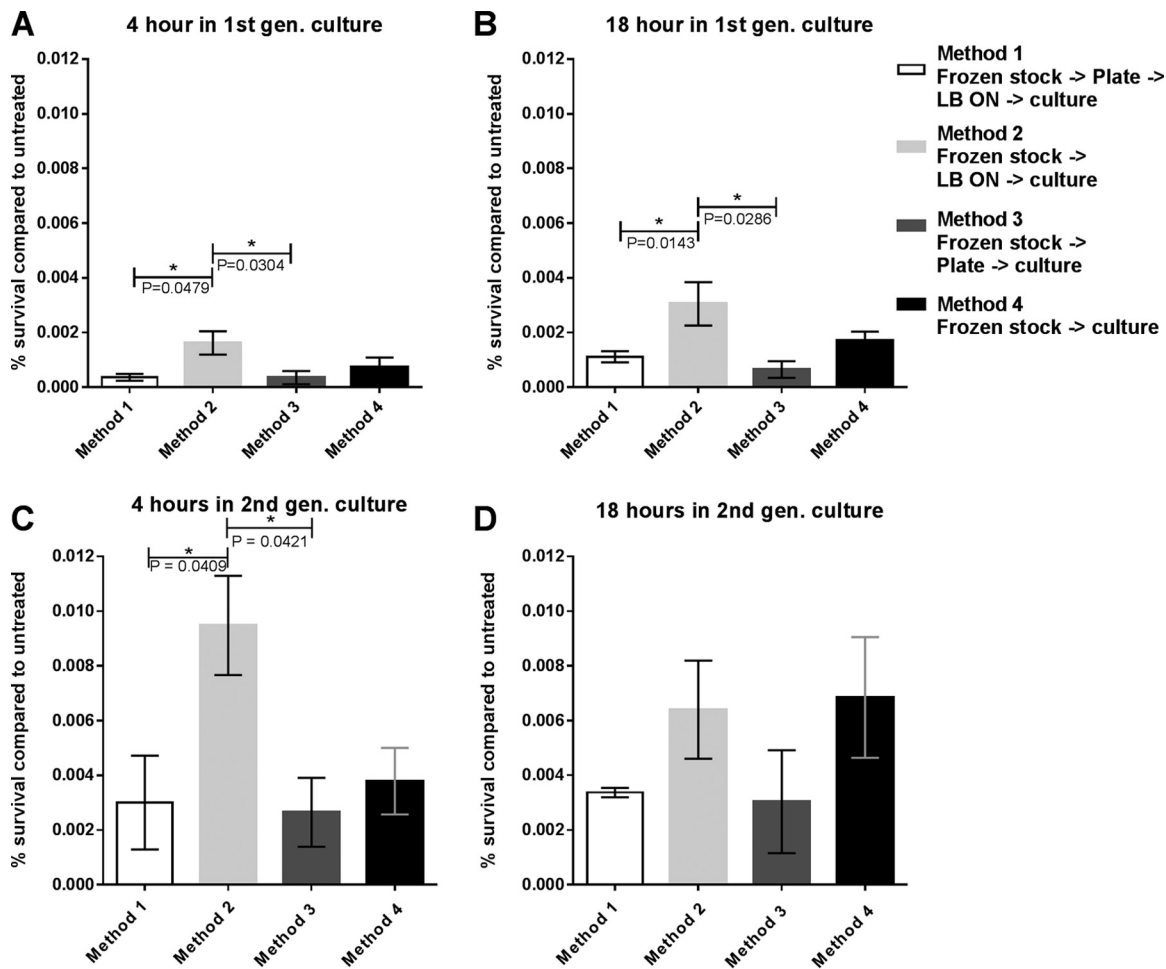 A
4 hour in 1st gen. culture
% survival compared to untreated
0.012
0.010
0.008
0.006
0.004
0.002
0.000
*
P=0.0479
*
P=0.0304
Method 1
Method 2
Method 3
Method 4
B
18 hour in 1st gen. culture
% survival compared to untreated
0.012
0.010
0.008
0.006
0.004
0.002
0.000
*
P=0.0143
*
P=0.0286
Method 1
Method 2
Method 3
Method 4
Method 1
Frozen stock -> Plate ->
LB ON -> culture
Method 2
Frozen stock ->
LB ON -> culture
Method 3
Frozen stock ->
Plate -> culture
Method 4
Frozen stock -> culture
C
4 hours in 2nd gen. culture
% survival compared to untreated
0.012
0.010
0.008
0.006
0.004
0.002
0.000
*
P = 0.0409
*
P = 0.0421
Method 1
Method 2
Method 3
Method 4
D
18 hours in 2nd gen. culture
% survival compared to untreated
0.012
0.010
0.008
0.006
0.004
0.002
0.000
Method 1
Method 2
Method 3
Method 4